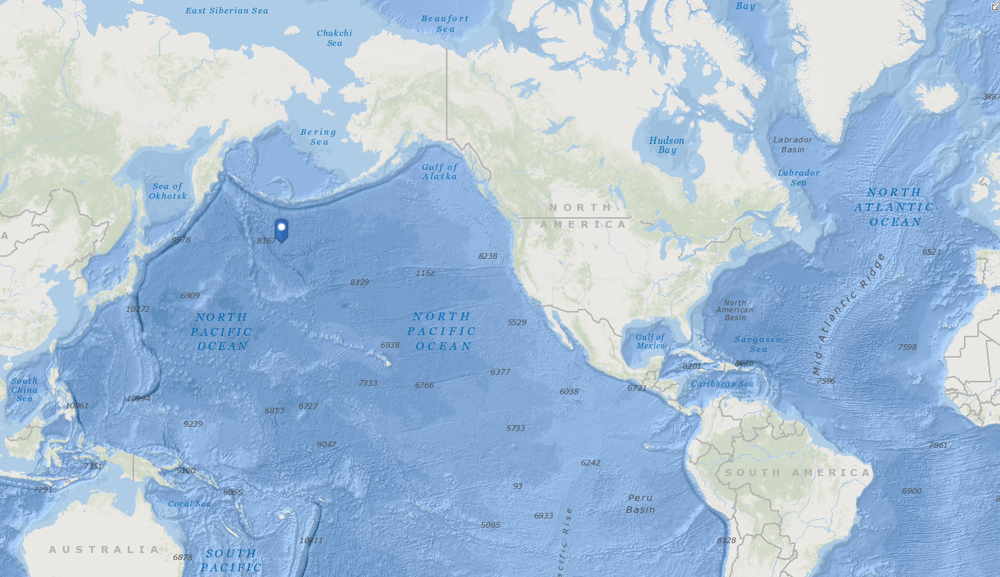 East Siberian Sea
Beaufort
Sea
Bay
Chukchi
Sea
3887
Bering
Sea
Hudson
Bay
Labrador
Basin
Gulf of
Alaska
Labrador
Sea
Sea of
Okhotsk
NORTH
ATLANTIC
OCEAN
NORTH
AMERICA
A
9578
8167
8238
6521
1152
8129
6909
10272
North
American
Basin
Mid-Atlantic Ridge
NORTH
PACIFIC
OCEAN
NORTH
PACIFIC
OCEAN
5529
Gulf of
Mexico
Sargasso
Sea
6938
7598
8201
8648
6377
South
China
Sea
7333
6766
6038
6721
Caribbean Sea
7596
10994
10061
6853
6727
9239
5733
9047
7861
7351
9100
6242
SOUTH AMERICA
7291
9055
93
6900
Coral Sea
Peru
Basin
6933
5085
acific Rise
10811
8128
AUSTRALIA
6878
SOUTH
PACIFIC